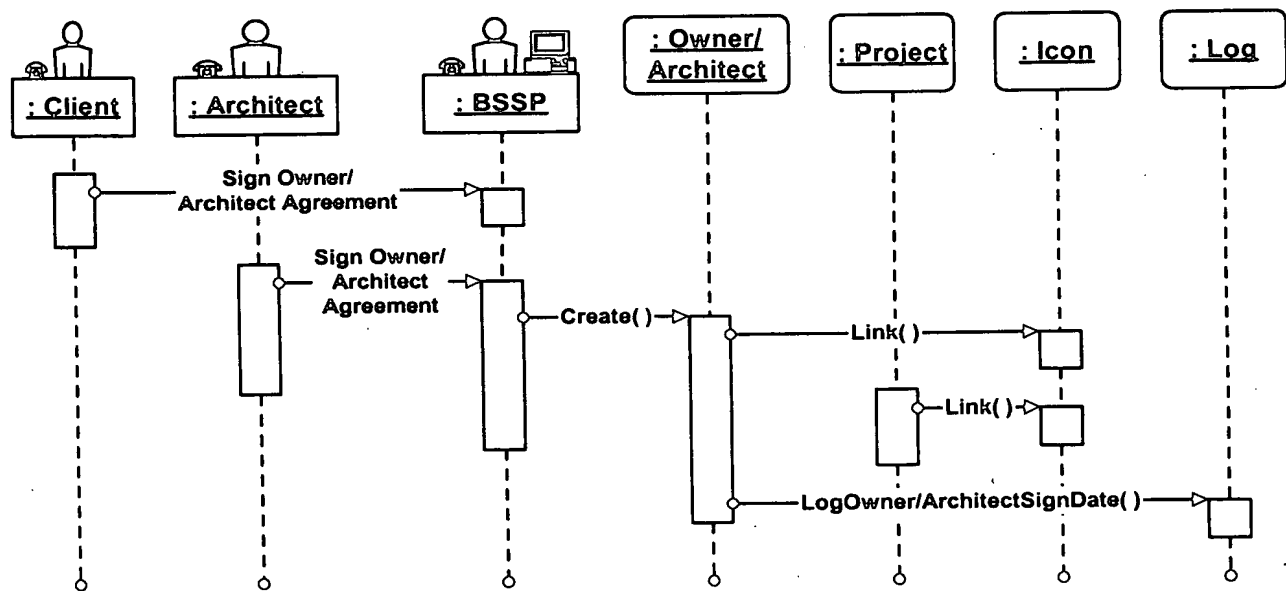 : Client
: Architect
: BSSP
: Owner/
Architect
: Project
: Icon
: Log
Sign Owner/
Architect Agreement
Sign Owner/
Architect
Agreement
Create( )
Link( )
Link( )
LogOwner/ArchitectSignDate( )